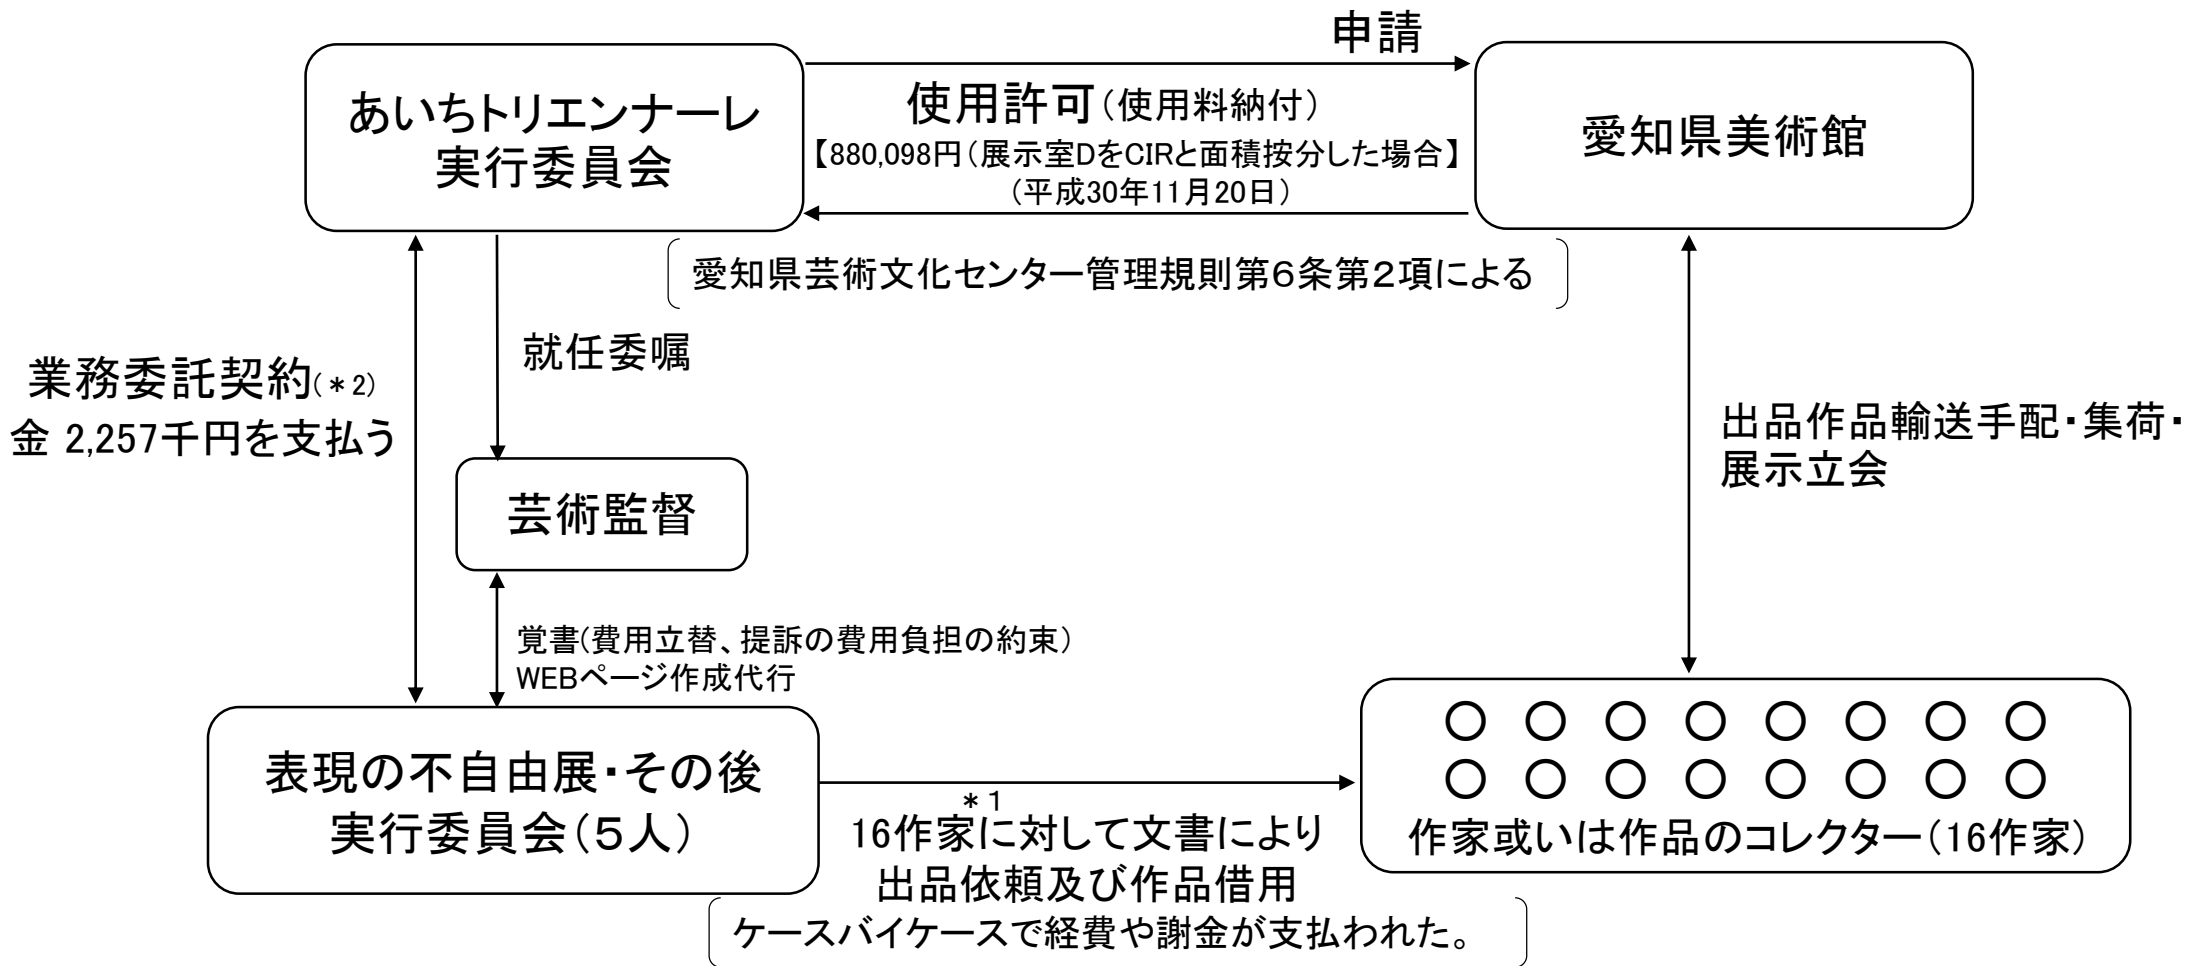 申請
あいちトリエンナーレ
実行委員会
使用許可(使用料納付)
【880,098円(展示室DをCIRと面積按分した場合】
(平成30年11月20日)
愛知県美術館
愛知県芸術文化センター管理規則第6条第2項による
業務委託契約(*2)
金 2,257千円を支払う
就任委嘱
出品作品輸送手配・集荷・
展示立会
芸術監督
覚書(費用立替、提訴の費用負担の約束)
WEBページ作成代行
表現の不自由展・その後
実行委員会(5人)
*1
16作家に対して文書により
出品依頼及び作品借用
ケースバイケースで経費や謝金が支払われた。
○ ○ ○ ○ ○ ○ ○ ○
○ ○ ○ ○ ○ ○ ○ ○
作家或いは作品のコレクター(16作家)